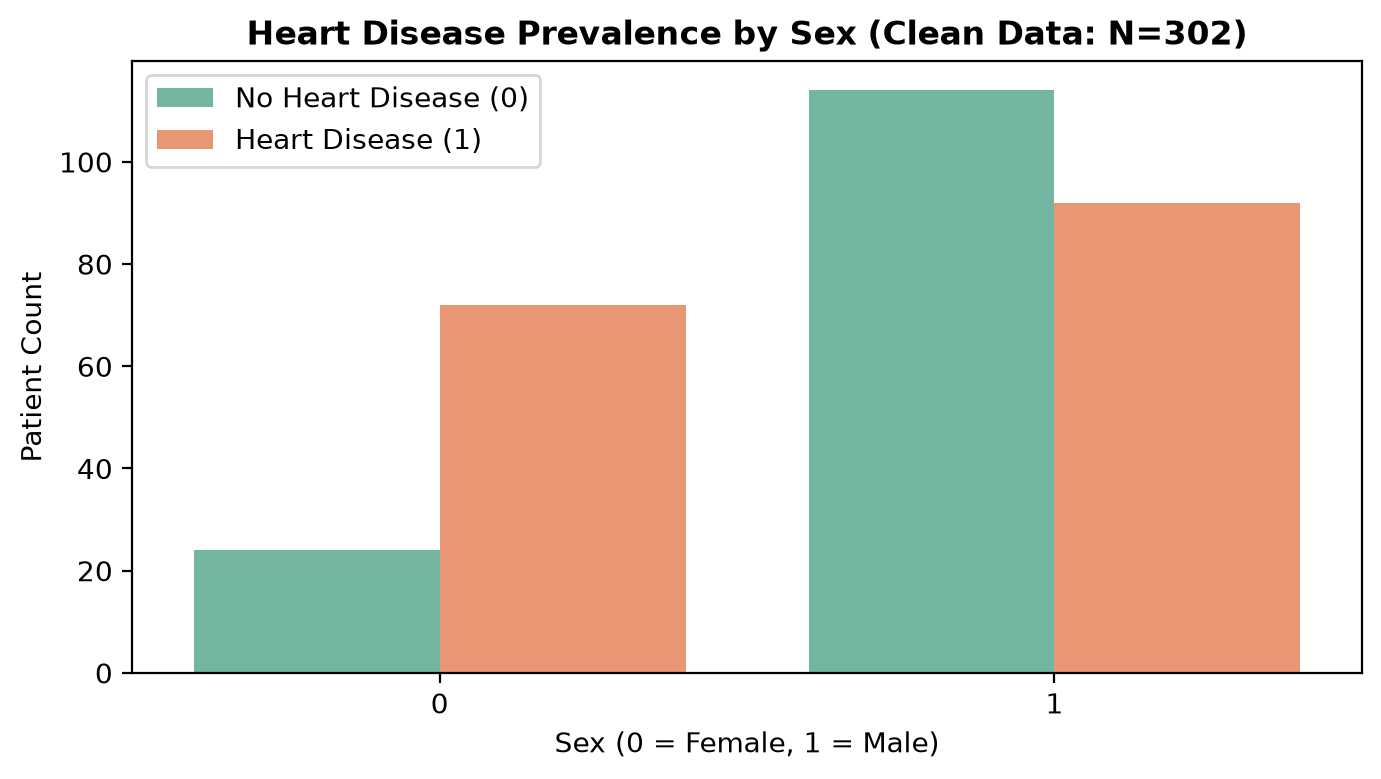 Heart Disease Prevalence by Sex (Clean Data: N=302)
No Heart Disease (0)
Heart Disease (1)
Patient Count
100
80
60
40
20
0
0 1
Sex (0 = Female, 1 = Male)